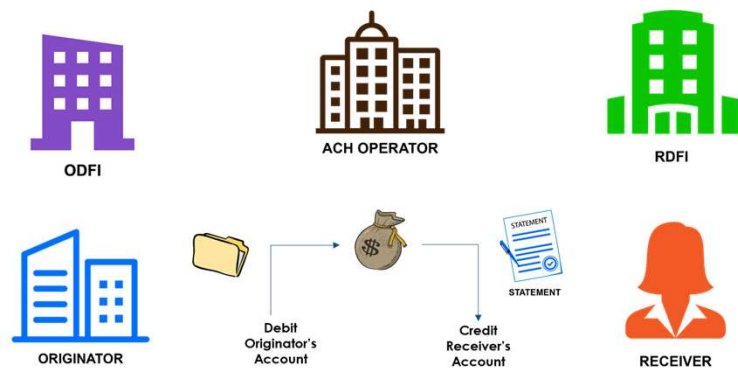 ODFI
ACH OPERATOR
RDFI
$
STATEMENT
STATEMENT
Debit
Originator's
Account
Credit
Receiver's
Account
ORIGINATOR
RECEIVER